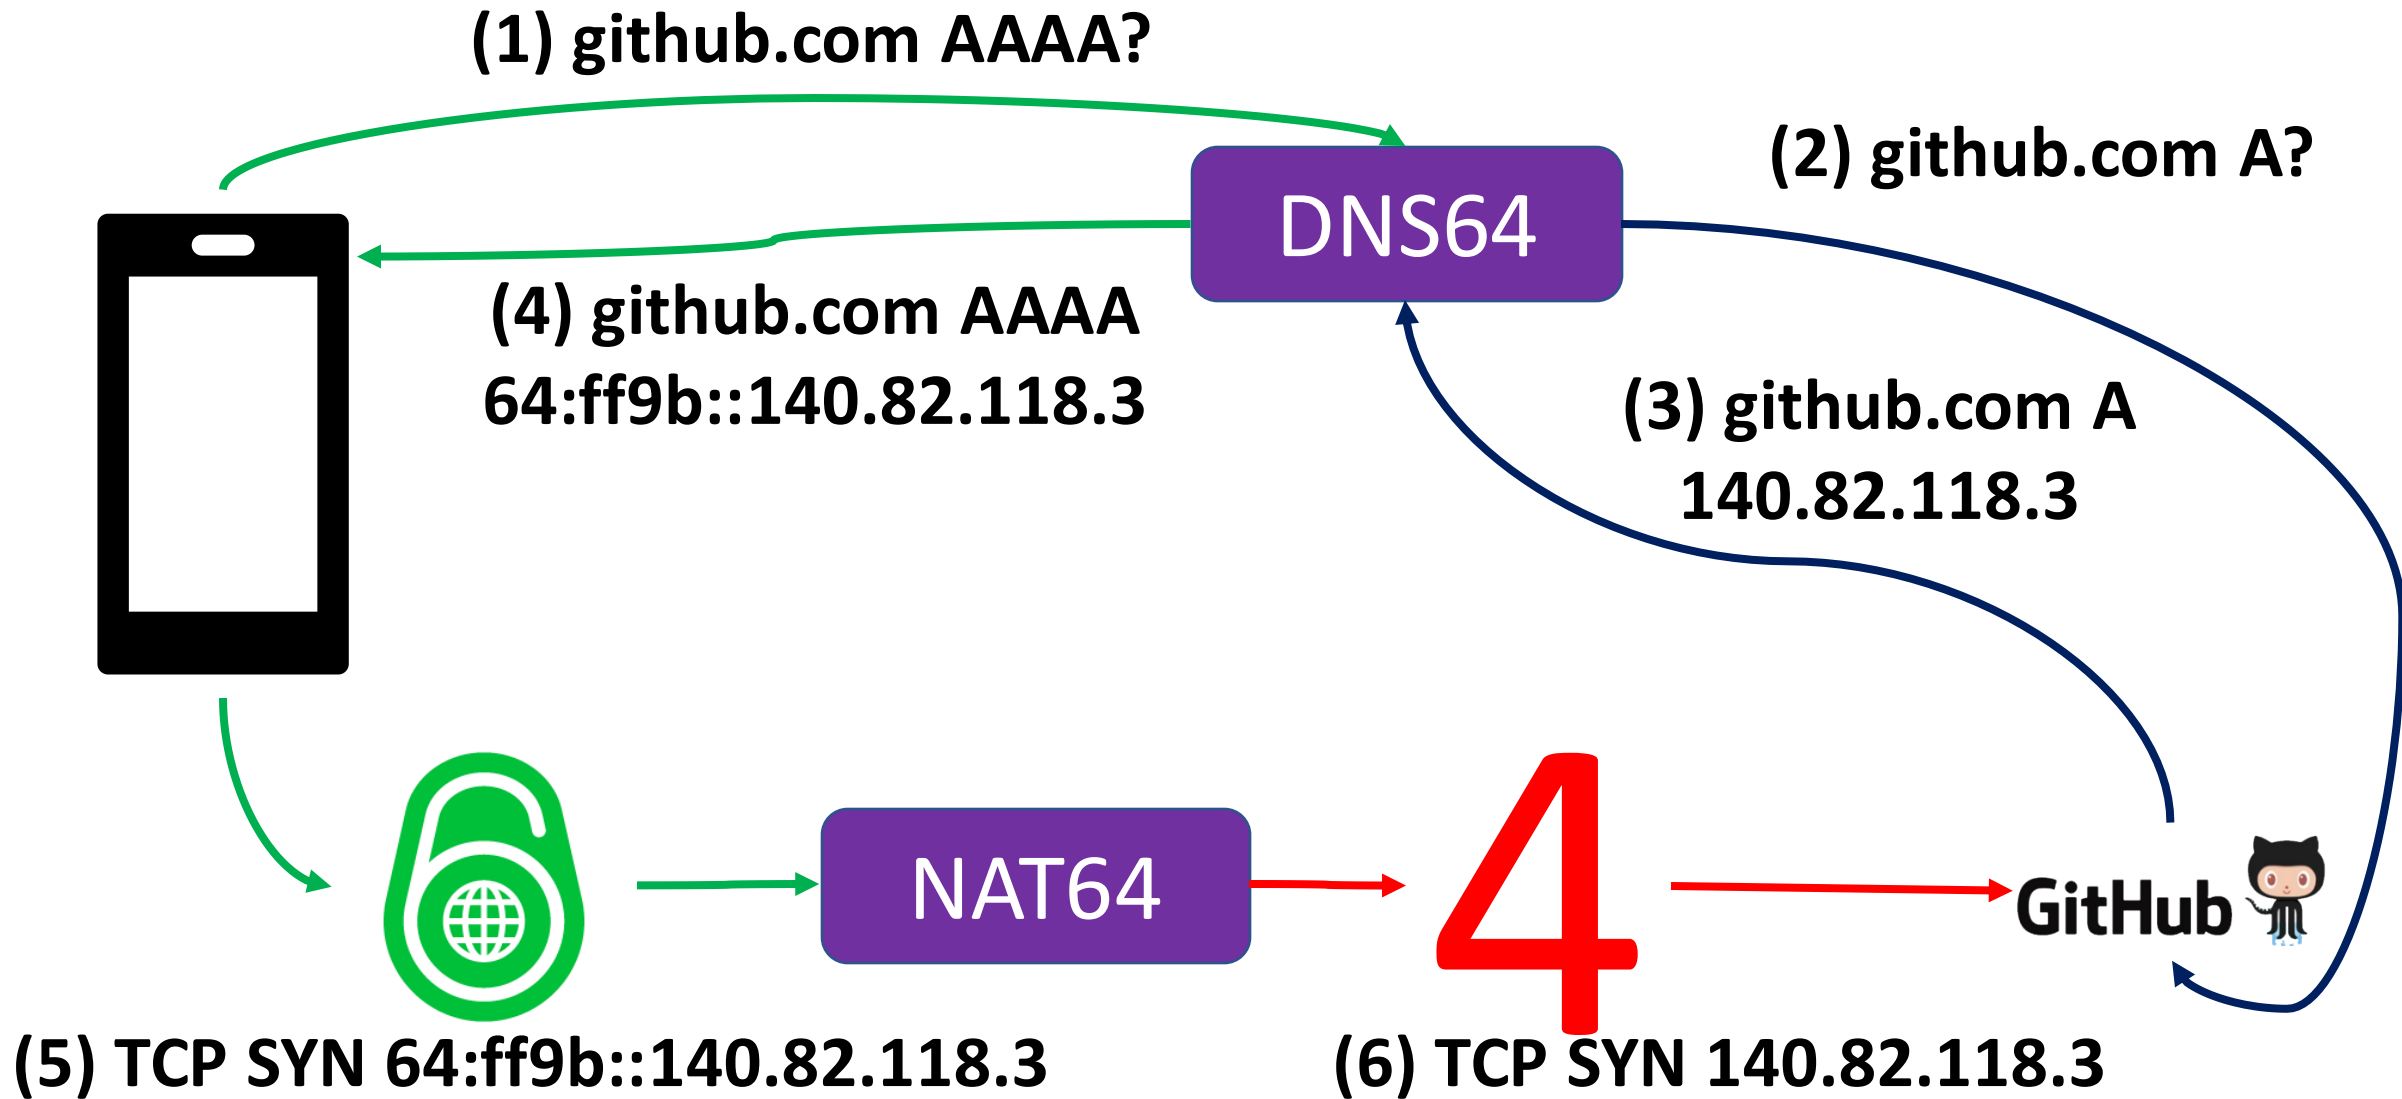 (1) github.com AAAA?
(2) github.com A?
DNS64
(4) github.com AAAA
64:ff9b::140.82.118.3
(3) github.com A
140.82.118.3
NAT64
4
GitHub
(5) TCP SYN 64:ff9b::140.82.118.3
(6) TCP SYN 140.82.118.3